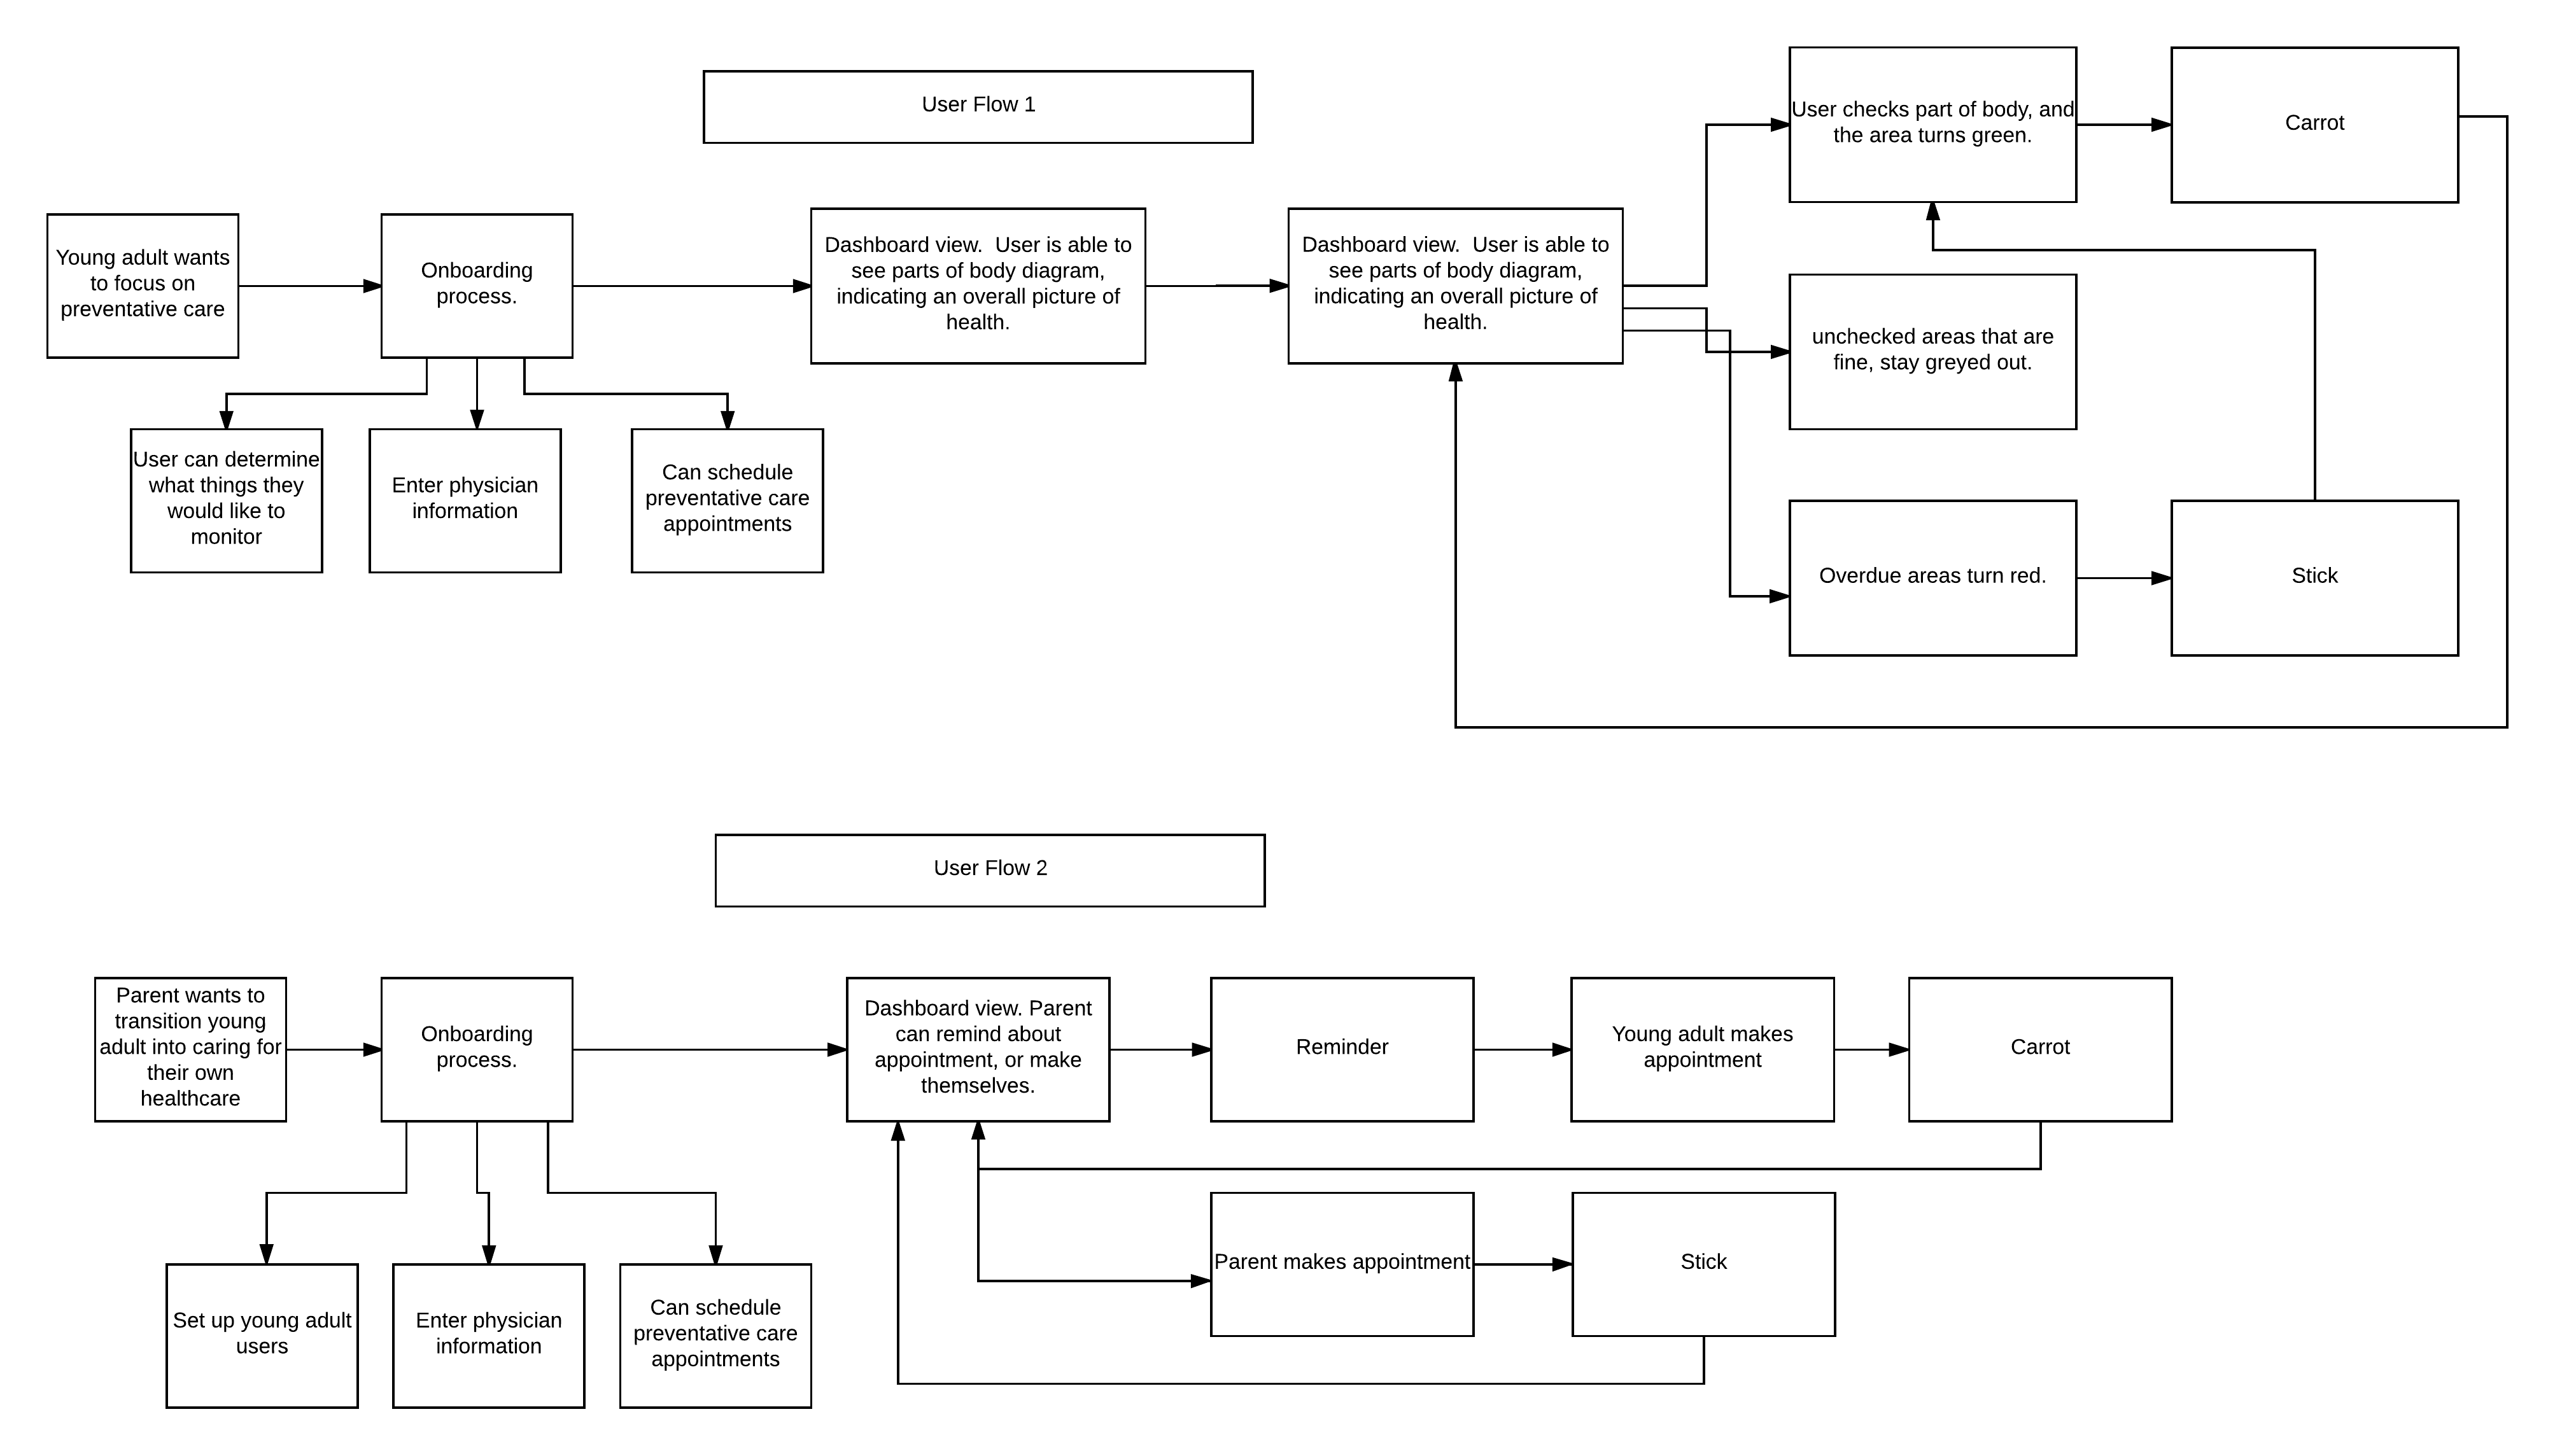 User Flow 1
User checks part of body, and
the area turns green.
Carrot
Young adult wants
to focus on
preventative care
Onboarding
process.
Dashboard view.  User is able to
see parts of body diagram,
indicating an overall picture of
health.
Dashboard view.  User is able to
see parts of body diagram,
indicating an overall picture of
health.
unchecked areas that are
fine, stay greyed out.
User can determine
what things they
would like to
monitor
Enter physician
information
Can schedule
preventative care
appointments
Overdue areas turn red.
Stick
User Flow 2
Parent wants to
transition young
adult into caring for
their own
healthcare
Onboarding
process.
Dashboard view. Parent
can remind about
appointment, or make
themselves.
Reminder
Young adult makes
appointment
Carrot
Parent makes appointment
Stick
Set up young adult
users
Enter physician
information
Can schedule
preventative care
appointments